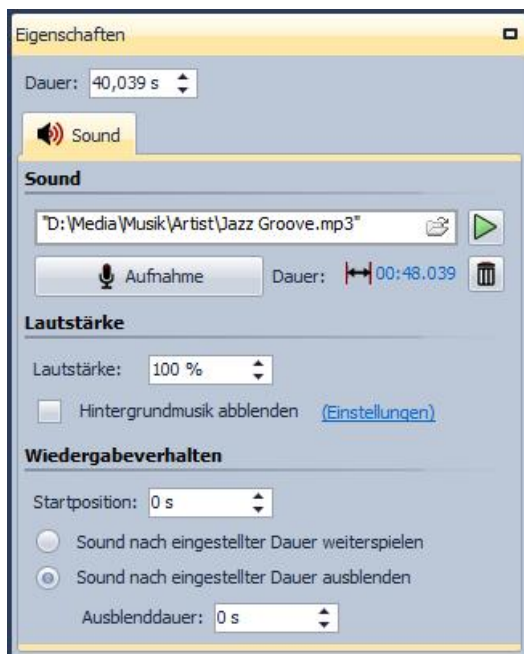 Eigenschaften
Dauer: 40,039 s
Sound
Sound
"D:\Media\Musik\Artist\Jazz Groove.mp3"
Aufnahme Dauer: 00:48.039
Lautstärke
Lautstärke: 100 %
Hintergrundmusik abblenden (Einstellungen)
Wiedergabeverhalten
Startposition: 0 s
Sound nach eingestellter Dauer weiterspielen
Sound nach eingestellter Dauer ausblenden
Ausblenddauer: 0 s